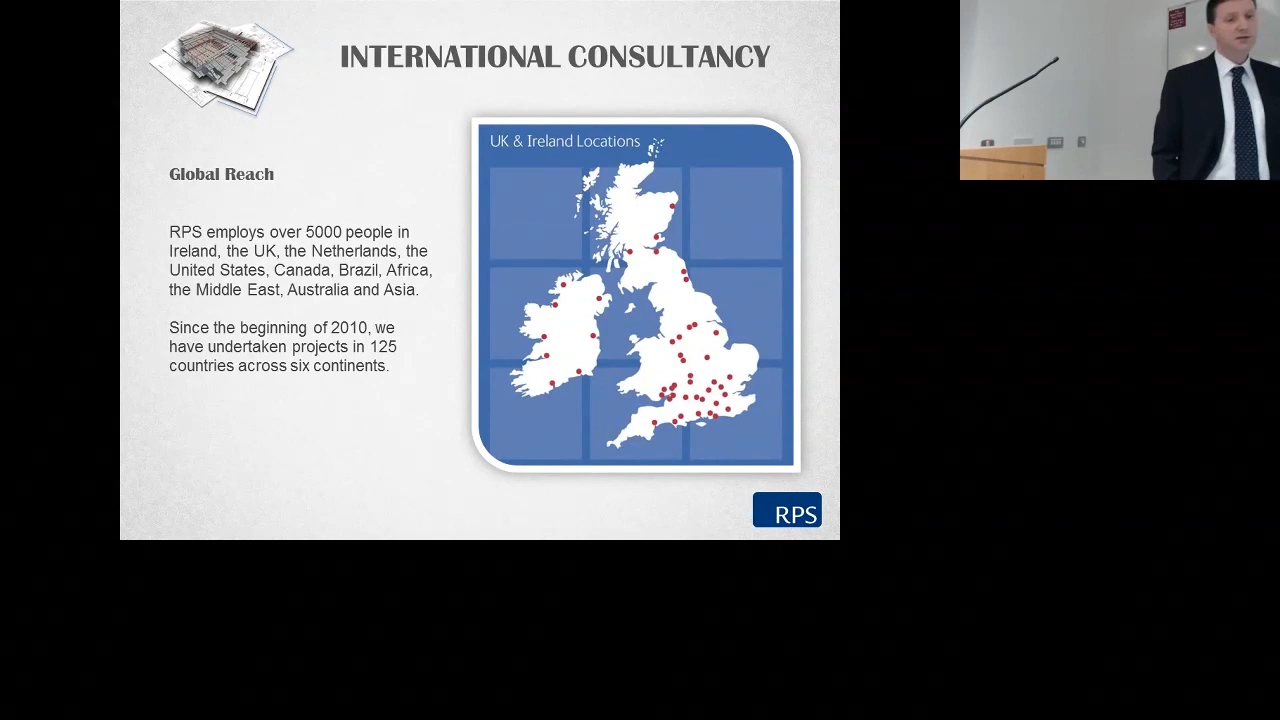 INTERNATIONAL CONSULTANCY
UK & Ireland Locations
Global Reach
RPS employs over 5000 people in
Ireland, the UK, the Netherlands, the
United States, Canada, Brazil, Africa,
the Middle East, Australia and Asia.
Since the beginning of 2010, we
have undertaken projects in 125
countries across six continents.
RPS